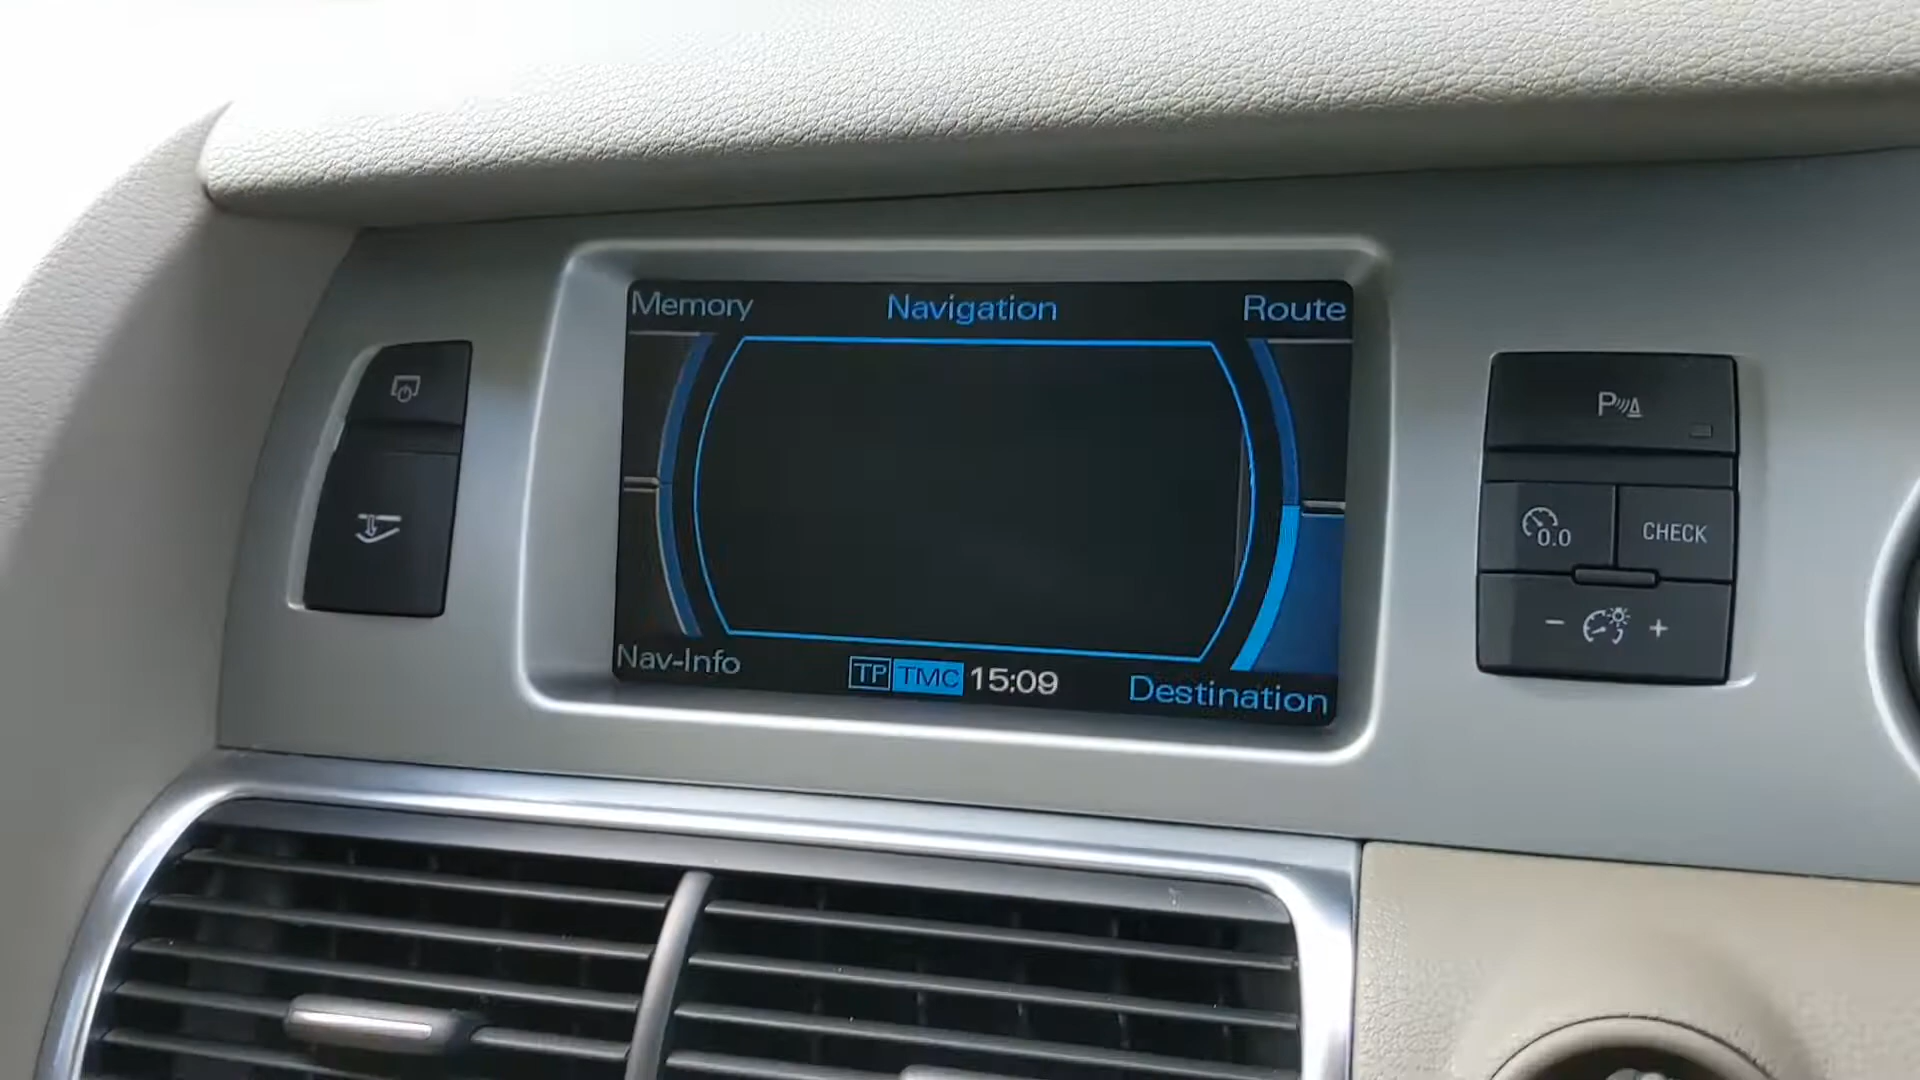 Memory Navigation Route
Nav-Info TP TMC 15:09 Destination
P
0.0 CHECK
- +